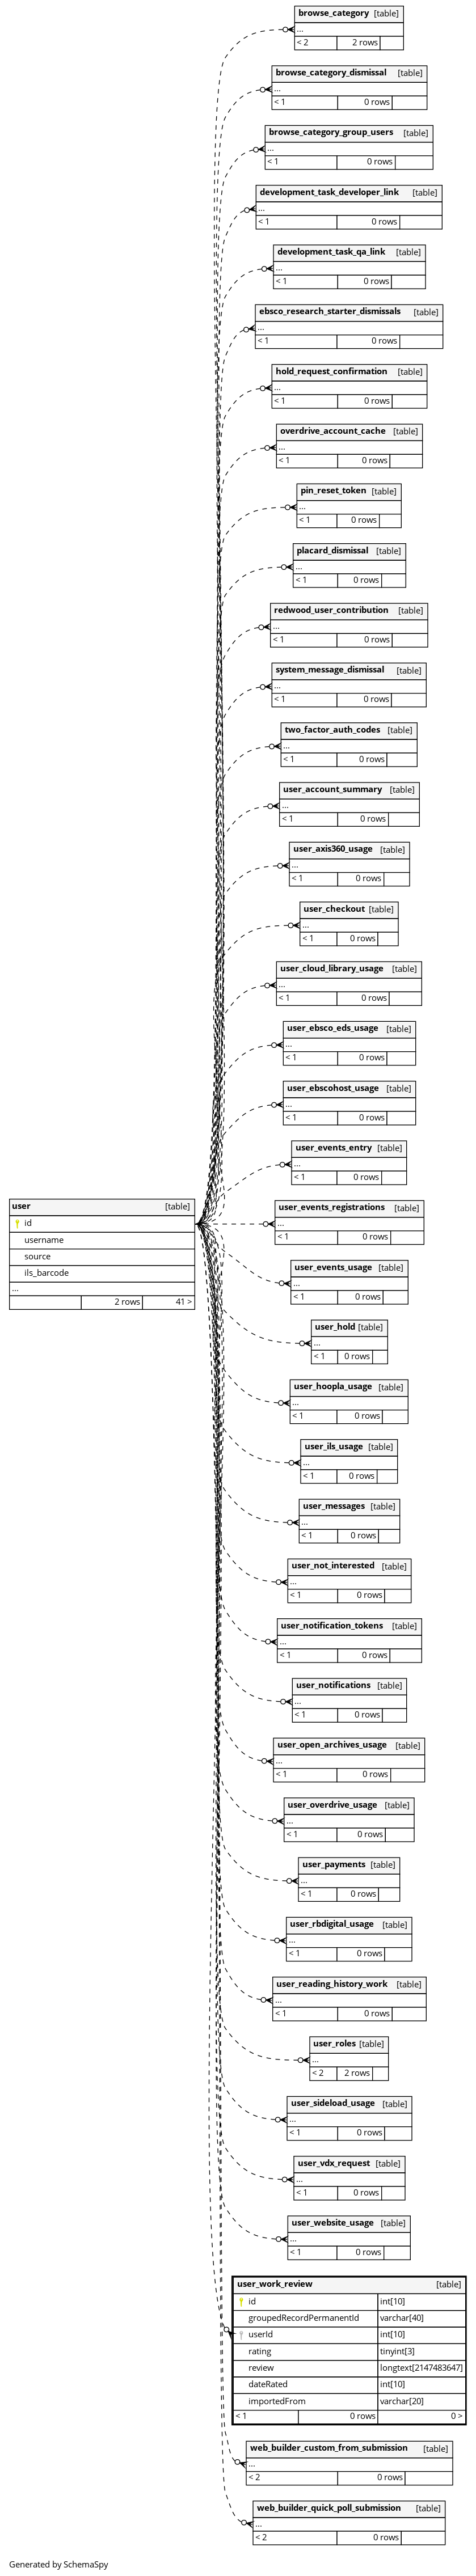 browse_category [table]
...
< 2 2 rows
browse_category_dismissal [table]
...
< 1 0 rows
browse_category_group_users [table]
...
< 1 0 rows
development_task_developer_link [table]
...
< 1 0 rows
development_task_qa_link [table]
...
< 1 0 rows
ebsco_research_starter_dismissals [table]
...
< 1 0 rows
hold_request_confirmation [table]
...
< 1 0 rows
overdrive_account_cache [table]
...
< 1 0 rows
pin_reset_token [table]
...
< 1 0 rows
placard_dismissal [table]
...
< 1 0 rows
redwood_user_contribution [table]
...
< 1 0 rows
system_message_dismissal [table]
...
< 1 0 rows
two_factor_auth_codes [table]
...
< 1 0 rows
user_account_summary [table]
...
< 1 0 rows
user_axis360_usage [table]
...
< 1 0 rows
user_checkout [table]
...
< 1 0 rows
user_cloud_library_usage [table]
...
< 1 0 rows
user_ebsco_eds_usage [table]
...
< 1 0 rows
user_ebscohost_usage [table]
...
< 1 0 rows
user_events_entry [table]
...
< 1 0 rows
user [table]
id
username
source
ils_barcode
...
2 rows 41 >
user_events_registrations [table]
...
< 1 0 rows
user_events_usage [table]
...
< 1 0 rows
user_hold [table]
...
< 1 0 rows
user_hoopla_usage [table]
...
< 1 0 rows
user_ils_usage [table]
...
< 1 0 rows
user_messages [table]
...
< 1 0 rows
user_not_interested [table]
...
< 1 0 rows
user_notification_tokens [table]
...
< 1 0 rows
user_notifications [table]
...
< 1 0 rows
user_open_archives_usage [table]
...
< 1 0 rows
user_overdrive_usage [table]
...
< 1 0 rows
user_payments [table]
...
< 1 0 rows
user_rbdigital_usage [table]
...
< 1 0 rows
user_reading_history_work [table]
...
< 1 0 rows
user_roles [table]
...
< 2 2 rows
user_sideload_usage [table]
...
< 1 0 rows
user_vdx_request [table]
...
< 1 0 rows
user_website_usage [table]
...
< 1 0 rows
user_work_review [table]
id int[10]
groupedRecordPermanentId varchar[40]
userId int[10]
rating tinyint[3]
review longtext[2147483647]
dateRated int[10]
importedFrom varchar[20]
< 1 0 rows 0 >
web_builder_custom_from_submission [table]
...
< 2 0 rows
web_builder_quick_poll_submission [table]
...
< 2 0 rows
Generated by SchemaSpy